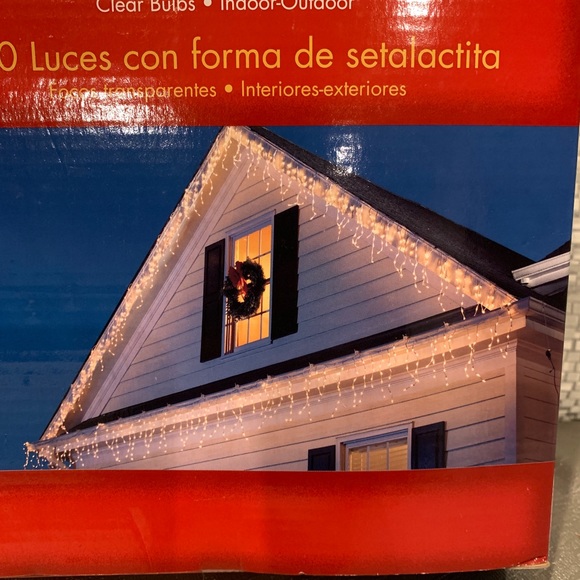 Clear Bulbs • Indoor-Outdoor
0 Luces con forma de setalactita
Focos transparentes • Interiores-exteriores